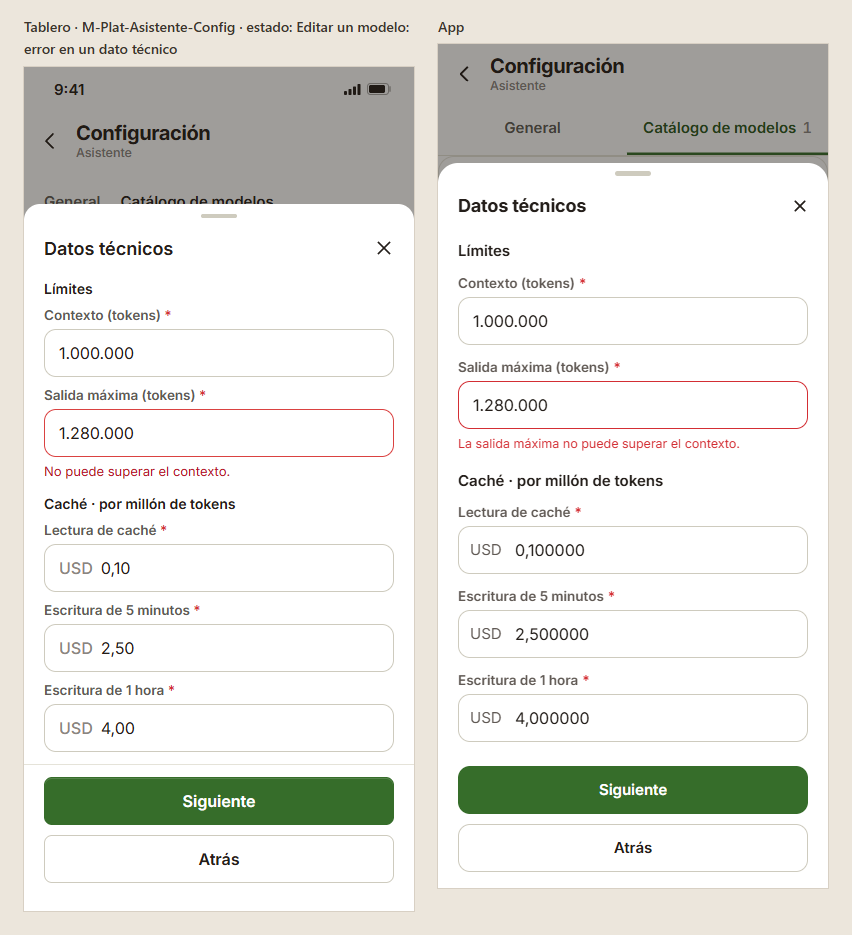 Tablero · M-Plat-Asistente-Config · estado: Editar un modelo:
error en un dato técnico
9:41
Configuración
Asistente
General Catálogo de modelos
Datos técnicos
Límites
Contexto (tokens) *
1.000.000
Salida máxima (tokens) *
1.280.000
No puede superar el contexto.
Caché · por millón de tokens
Lectura de caché *
USD 0,10
Escritura de 5 minutos *
USD 2,50
Escritura de 1 hora *
USD 4,00
Siguiente
Atrás
App
Configuración
Asistente
General Catálogo de modelos 1
Datos técnicos
Límites
Contexto (tokens) *
1.000.000
Salida máxima (tokens) *
1.280.000
La salida máxima no puede superar el contexto.
Caché · por millón de tokens
Lectura de caché *
USD 0,100000
Escritura de 5 minutos *
USD 2,500000
Escritura de 1 hora *
USD 4,000000
Siguiente
Atrás